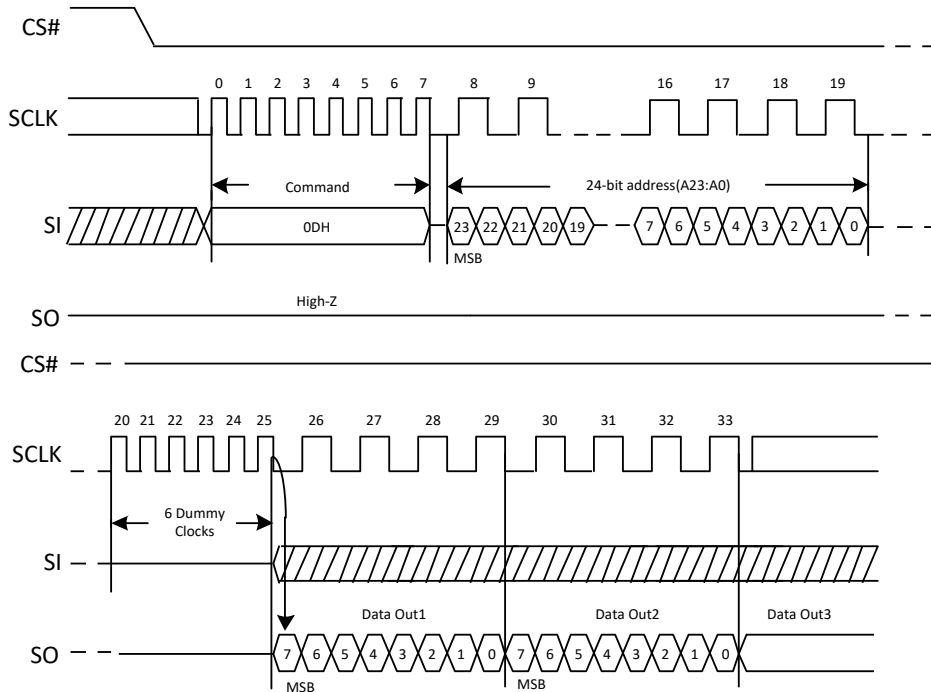 CS#
0 1 2 3 4 5 6 7 8 9 16 17 18 19
SCLK
Command 24-bit address(A23:A0)
SI 0DH 23 22 21 20 19 7 6 5 4 3 2 1 0
MSB
High-Z
SO
CS#
20 21 22 23 24 25 26 27 28 29 30 31 32 33
SCLK
6 Dummy
Clocks
SI
Data Out1 Data Out2 Data Out3
SO 7 6 5 4 3 2 1 0 7 6 5 4 3 2 1 0
MSB MSB